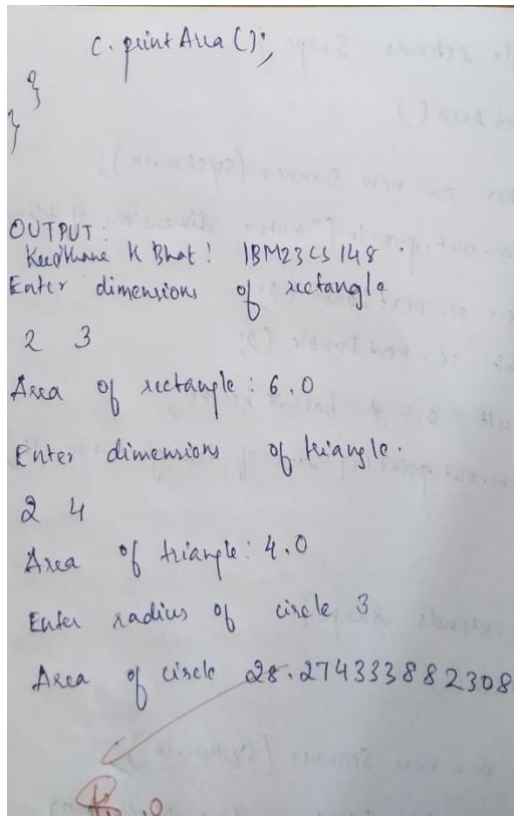 c. printArea ();
}
}
OUTPUT:
Keerthana K Bhat : 1BM23CS148.
Enter dimensions of rectangle
2 3
Area of rectangle : 6.0
Enter dimensions of triangle.
2 4
Area of triangle : 4.0
Enter radius of circle 3
Area of circle 28.274333882308